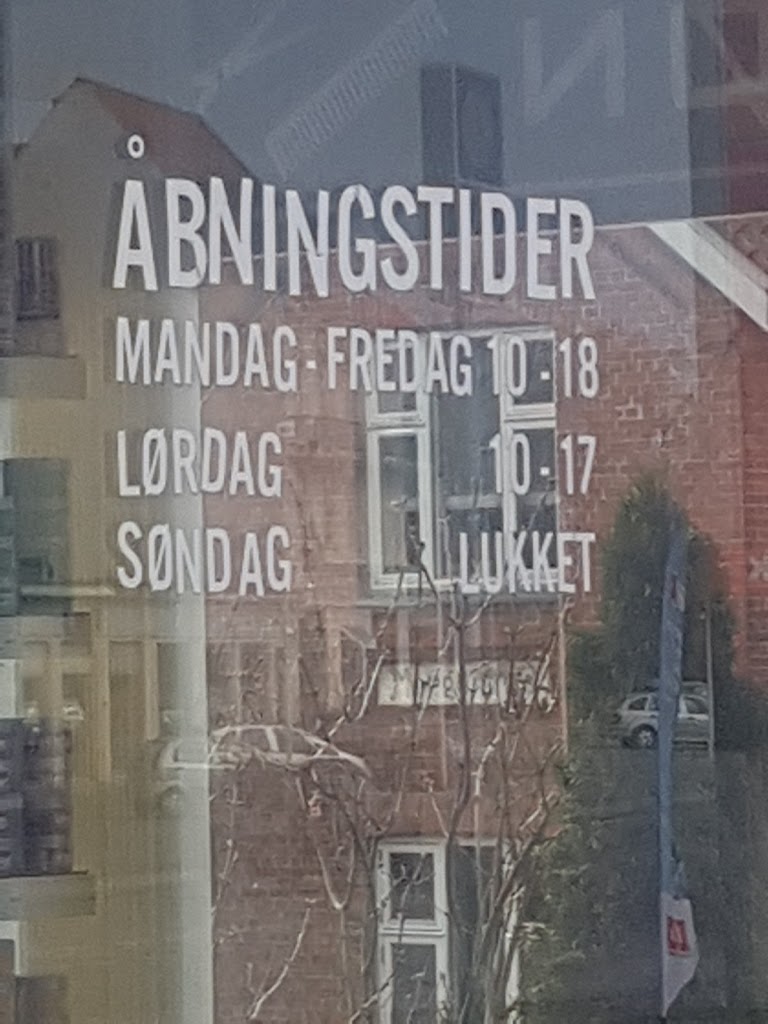 ÅBNINGSTIDER
MANDAG - FREDAG 10 - 18
LØRDAG 10 - 17
SØNDAG LUKKET